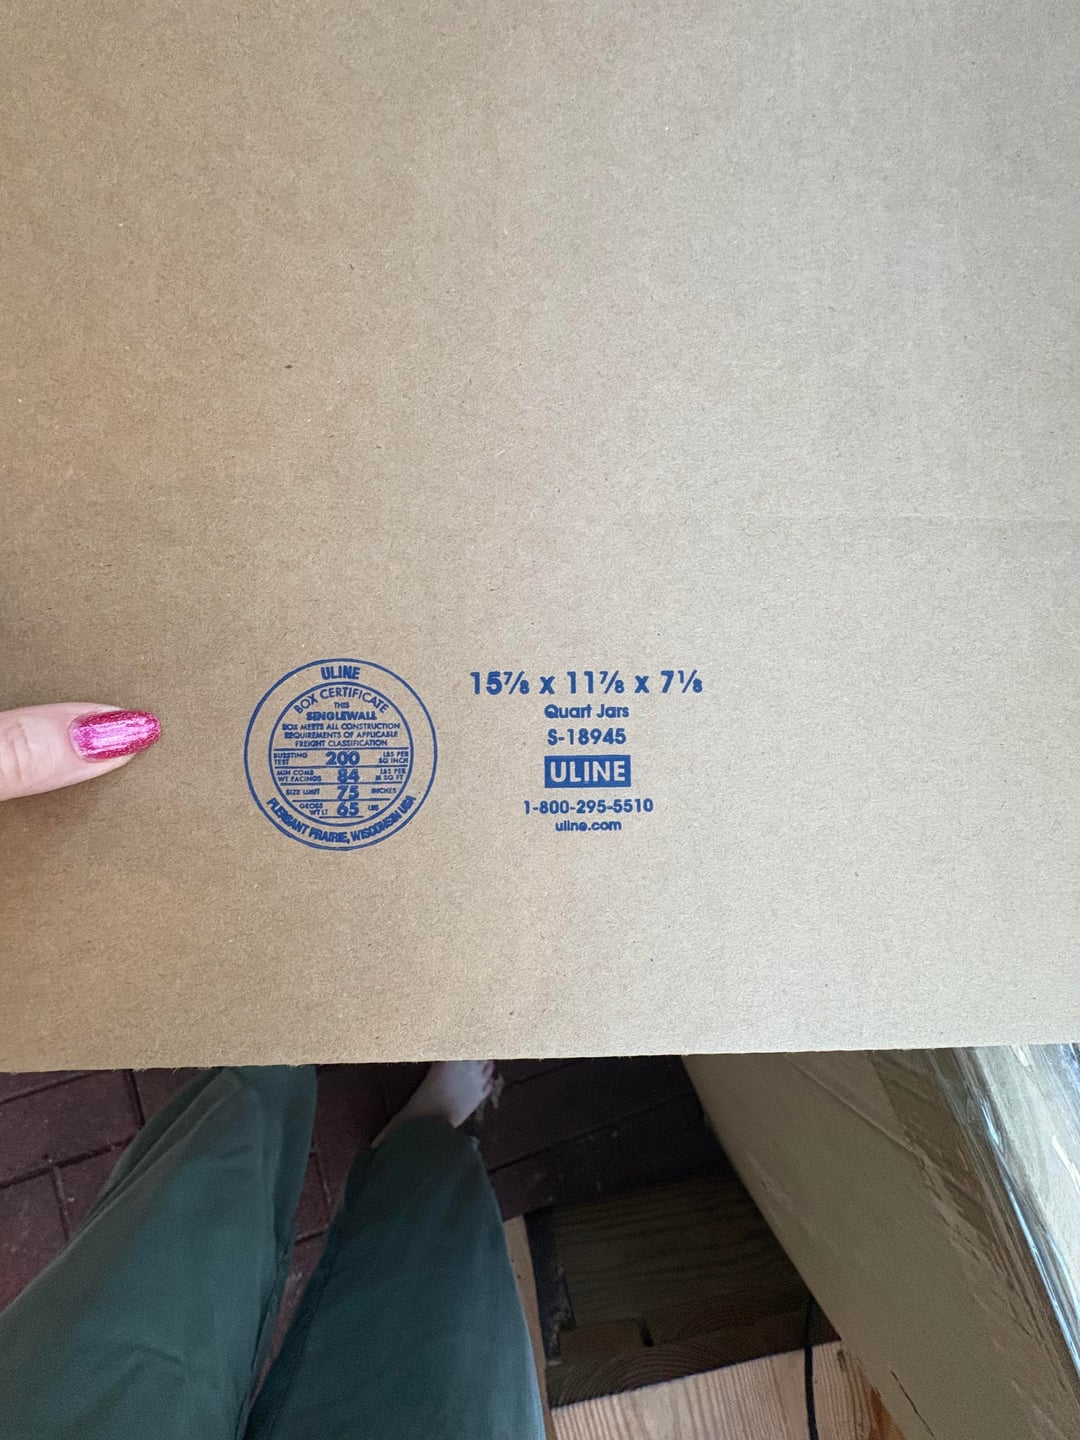 ULINE
BOX CERTIFICATE
THIS
SINGLEWALL
BOX MEETS ALL CONSTRUCTION
REQUIREMENTS OF APPLICABLE
FREIGHT CLASSIFICATION
BURSTING TEST 200 LBS PER SQ INCH
MIN COMB WT FACINGS 84 LBS PER M SQ FT
SIZE LIMIT 75 INCHES
GROSS WT LT 65 LBS
PLEASANT PRAIRIE, WISCONSIN USA
15⅞ x 11⅞ x 7⅛
Quart Jars
S-18945
ULINE
1-800-295-5510
uline.com